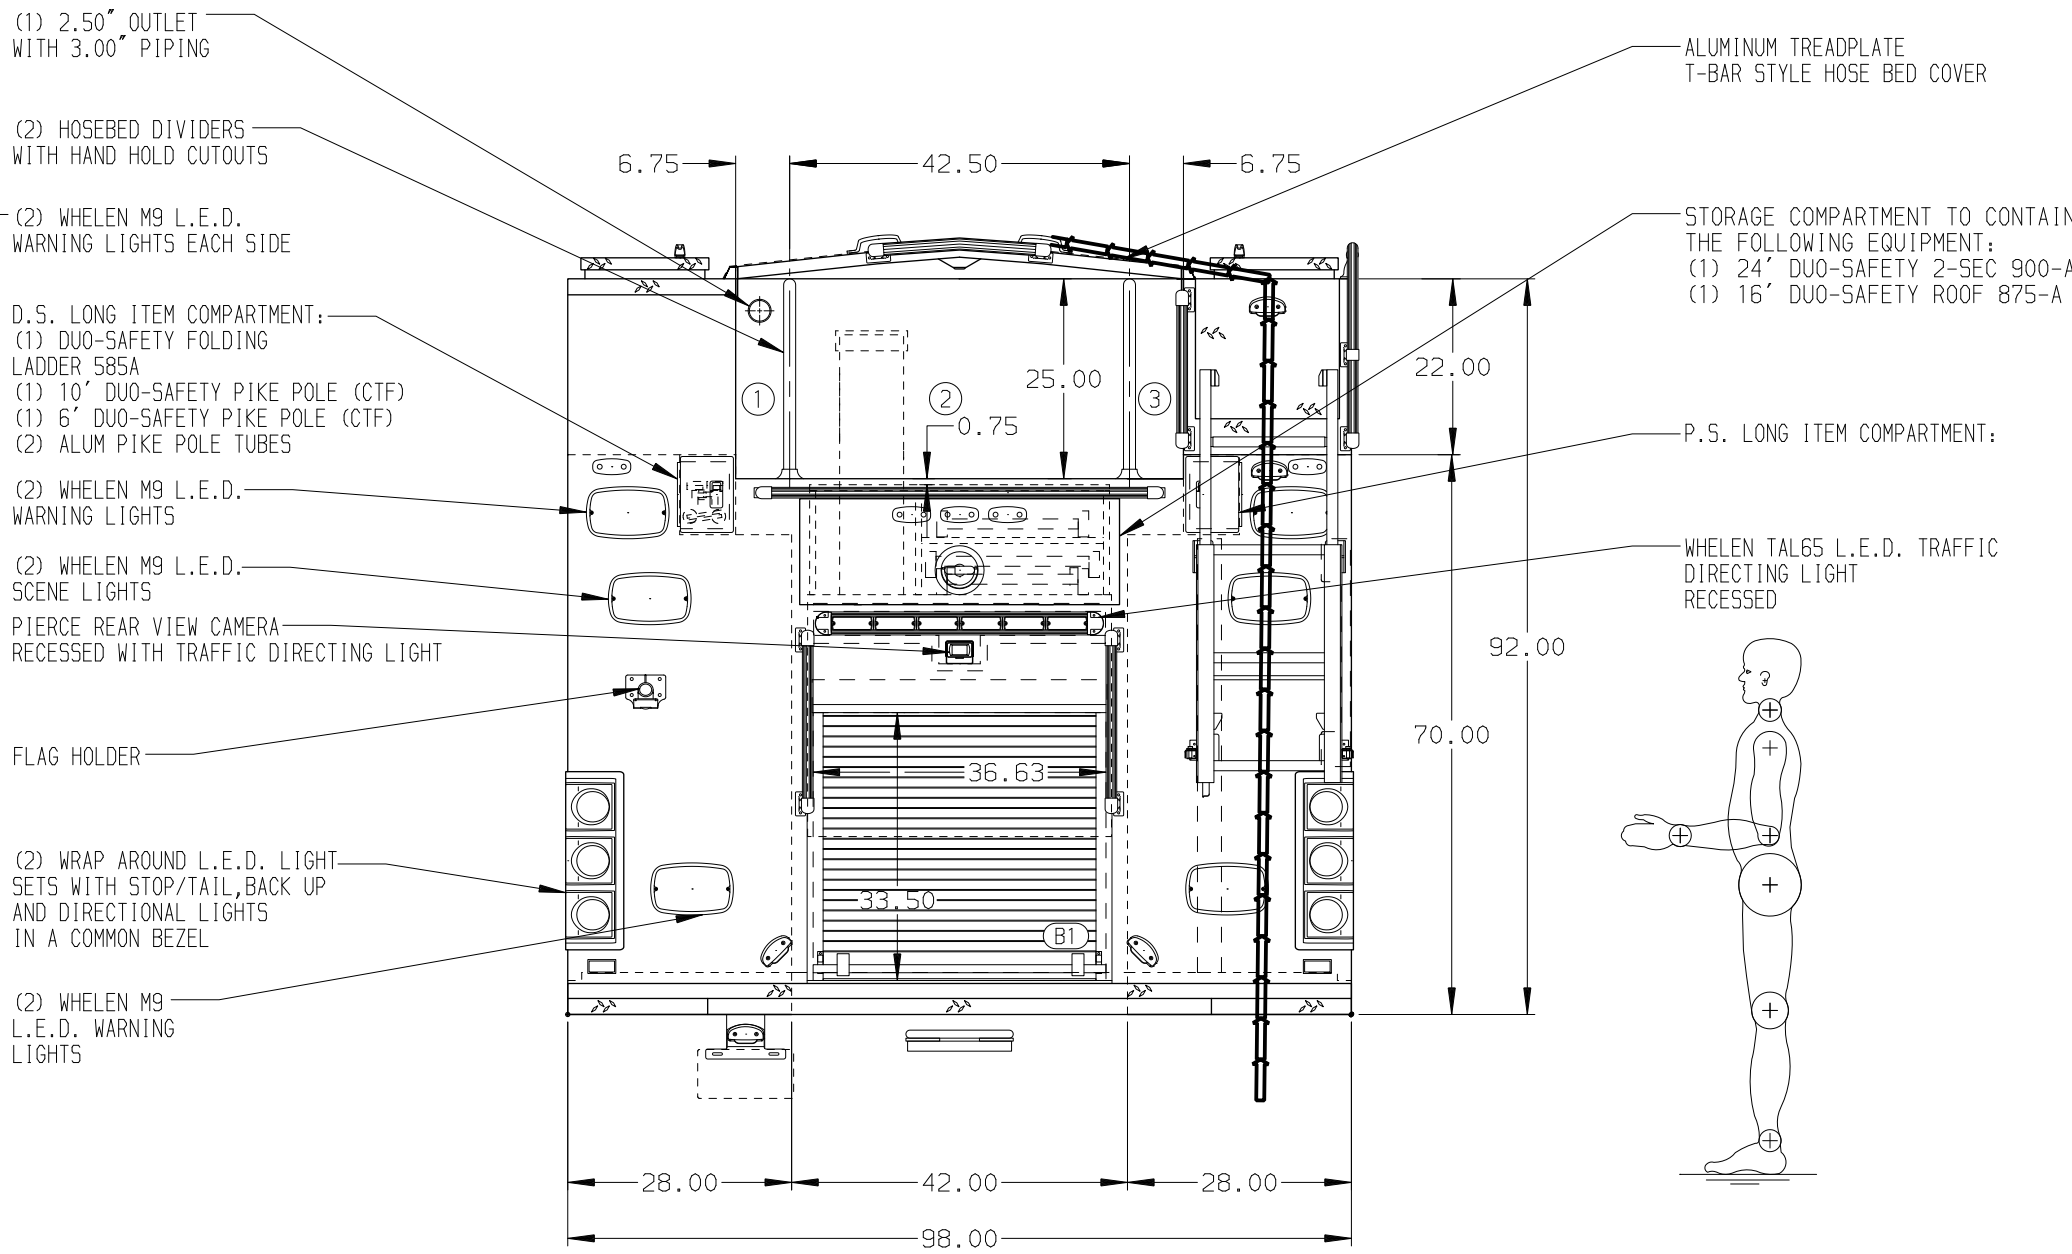 (1) 2.50" OUTLET
WITH 3.00" PIPING
(2) HOSEBED DIVIDERS
WITH HAND HOLD CUTOUTS
(2) WHELEN M9 L.E.D.
WARNING LIGHTS EACH SIDE
D.S. LONG ITEM COMPARTMENT:
(1) DUO-SAFETY FOLDING
LADDER 585A
(1) 10' DUO-SAFETY PIKE POLE (CTF)
(1) 6' DUO-SAFETY PIKE POLE (CTF)
(2) ALUM PIKE POLE TUBES
(2) WHELEN M9 L.E.D.
WARNING LIGHTS
(2) WHELEN M9 L.E.D.
SCENE LIGHTS
PIERCE REAR VIEW CAMERA
RECESSED WITH TRAFFIC DIRECTING LIGHT
FLAG HOLDER
(2) WRAP AROUND L.E.D. LIGHT
SETS WITH STOP/TAIL,BACK UP
AND DIRECTIONAL LIGHTS
IN A COMMON BEZEL
(2) WHELEN M9
L.E.D. WARNING
LIGHTS
6.75
42.50
6.75
1
2
3
25.00
0.75
22.00
92.00
70.00
36.63
33.50
B1
28.00
42.00
28.00
98.00
ALUMINUM TREADPLATE
T-BAR STYLE HOSE BED COVER
STORAGE COMPARTMENT TO CONTAIN
THE FOLLOWING EQUIPMENT:
(1) 24' DUO-SAFETY 2-SEC 900-A
(1) 16' DUO-SAFETY ROOF 875-A
P.S. LONG ITEM COMPARTMENT:
WHELEN TAL65 L.E.D. TRAFFIC
DIRECTING LIGHT
RECESSED